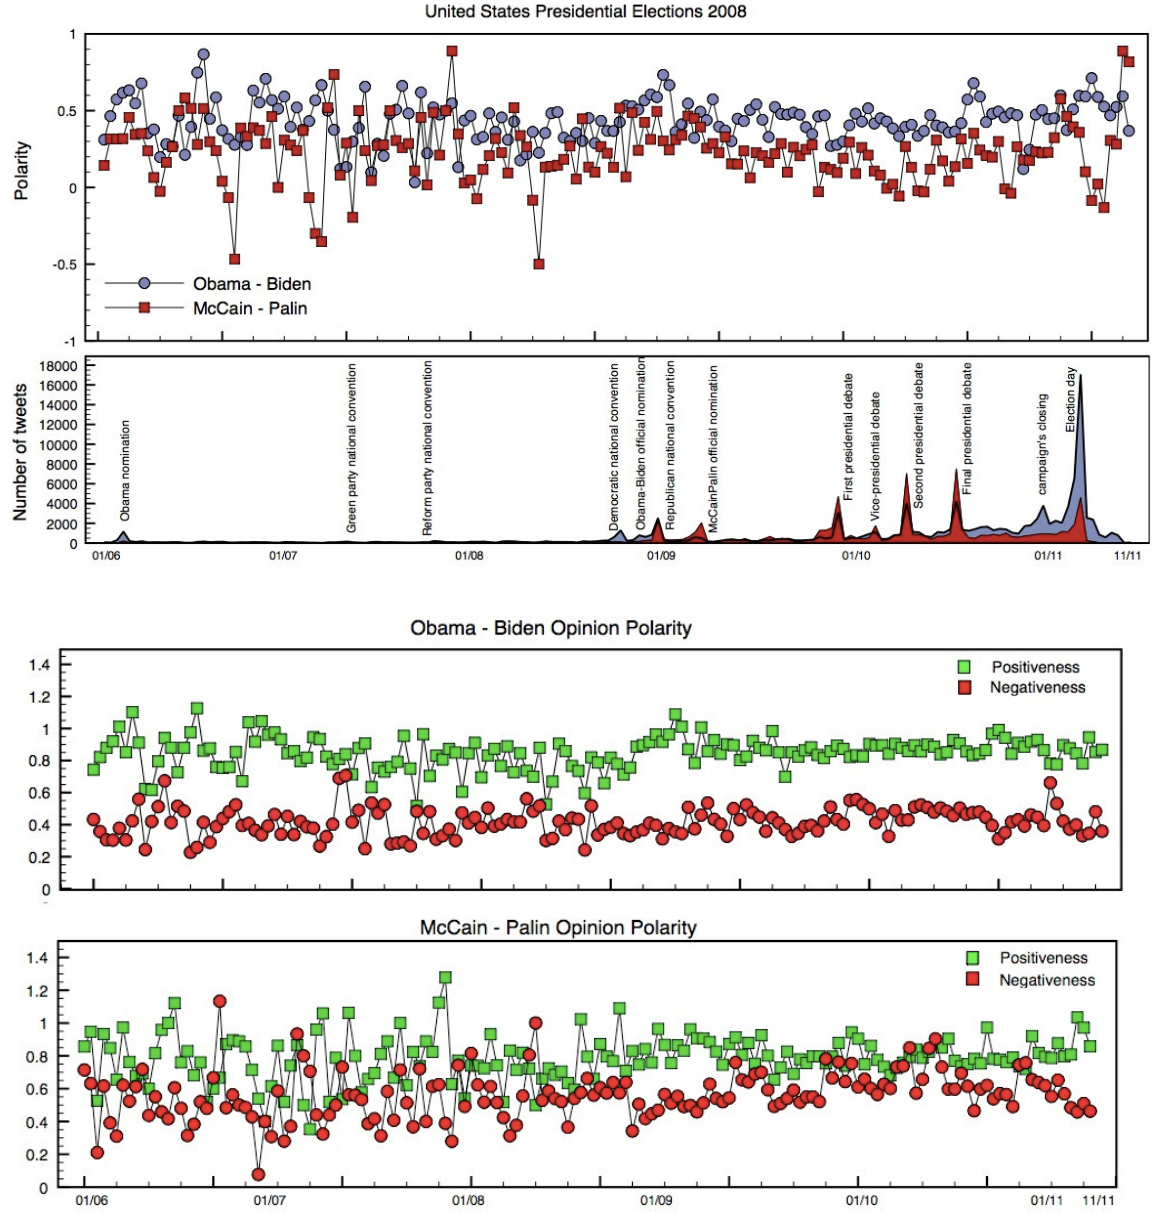 United States Presidential Elections 2008
1
0.5
0
-0.5
-1
Polarity
Obama - Biden
McCain - Palin
18000
16000
14000
12000
10000
8000
6000
4000
2000
0
Number of tweets
Obama nomination
Green party national convention
Reform party national convention
Democratic national convention
Obama-Biden official nomination
Republican national convention
McCainPalin official nomination
First presidential debate
Vice-presidential debate
Second presidential debate
Final presidential debate
campaign's closing
Election day
01/06 01/07 01/08 01/09 01/10 01/11 11/11
Obama - Biden Opinion Polarity
1.4
1.2
1
0.8
0.6
0.4
0.2
0
Positiveness
Negativeness
McCain - Palin Opinion Polarity
1.4
1.2
1
0.8
0.6
0.4
0.2
0
Positiveness
Negativeness
01/06 01/07 01/08 01/09 01/10 01/11 11/11